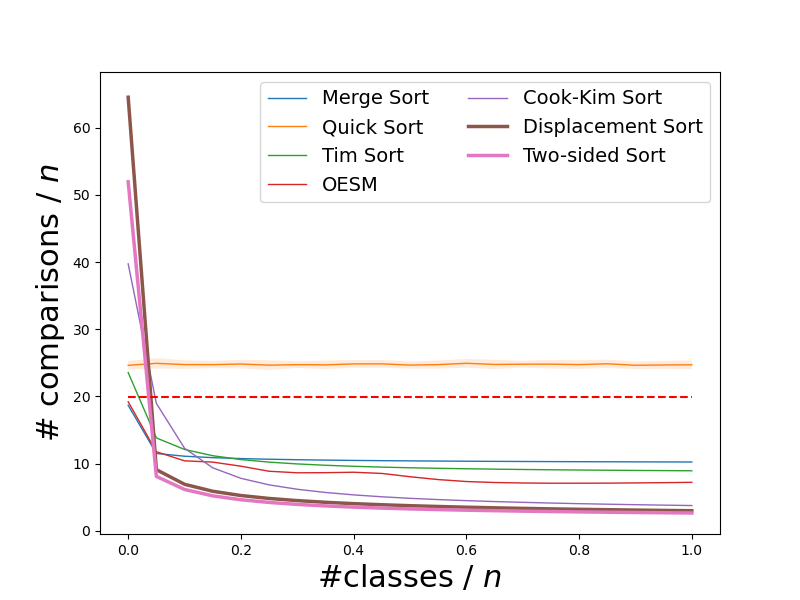 Merge Sort
Quick Sort
Tim Sort
OESM
Cook-Kim Sort
Displacement Sort
Two-sided Sort
# comparisons / n
60
50
40
30
20
10
0
0.0 0.2 0.4 0.6 0.8 1.0
#classes / n